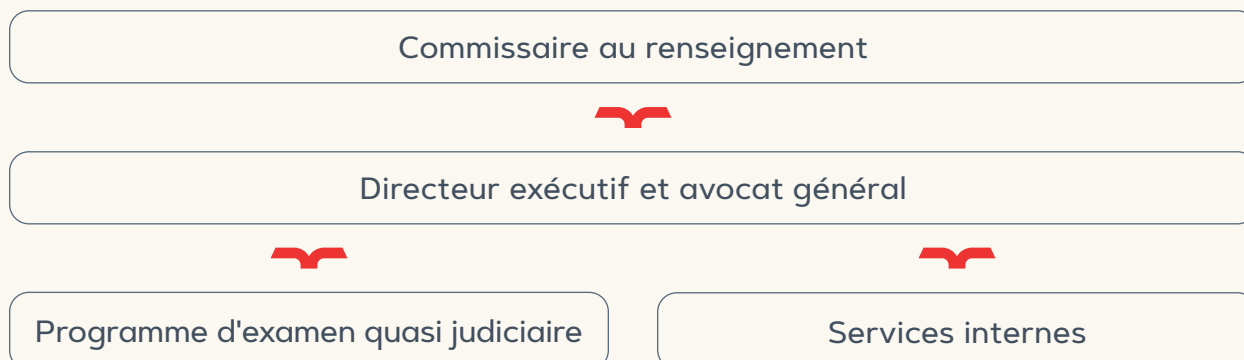 Commissaire au renseignement
Directeur exécutif et avocat général
Programme d'examen quasi judiciaire
Services internes